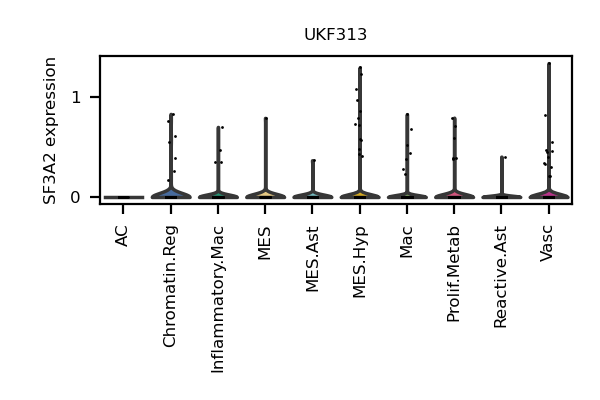 UKF313
SF3A2 expression
1
0
AC
Chromatin.Reg
Inflammatory.Mac
MES
MES.Ast
MES.Hyp
Mac
Prolif.Metab
Reactive.Ast
Vasc